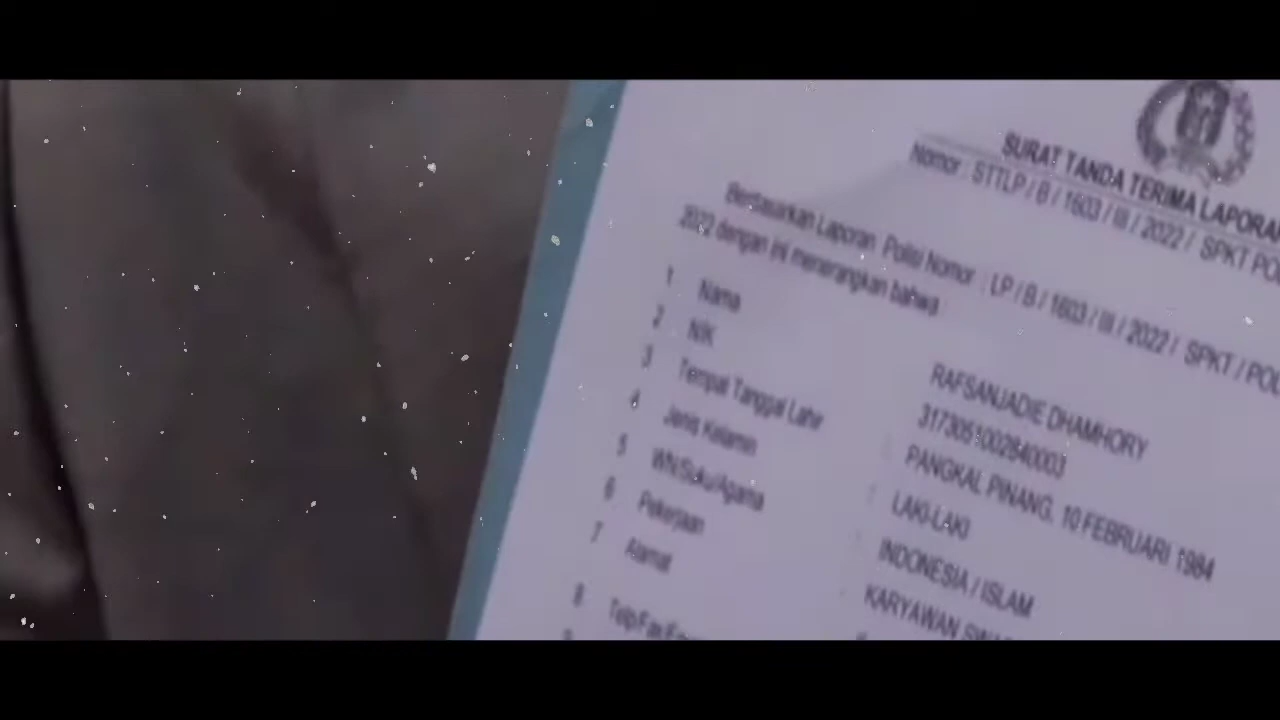 SURAT TANDA TERIMA LAPORAN
Nomor : STTLP / B / 1603 / III / 2022 / SPKT PO
Berdasarkan Laporan Polisi Nomor : LP / B / 1603 / III / 2022 / SPKT / POL
2022 dengan ini menerangkan bahwa
1 Nama RAFSANJADIE DHAMHORY
2 NIK 3173051002840003
3 Tempat Tanggal Lahir PANGKAL PINANG, 10 FEBRUARI 1984
4 Jenis Kelamin LAKI-LAKI
5 WN/Suku/Agama INDONESIA / ISLAM
6 Pekerjaan KARYAWAN
7 Alamat
8 Telp/Fax